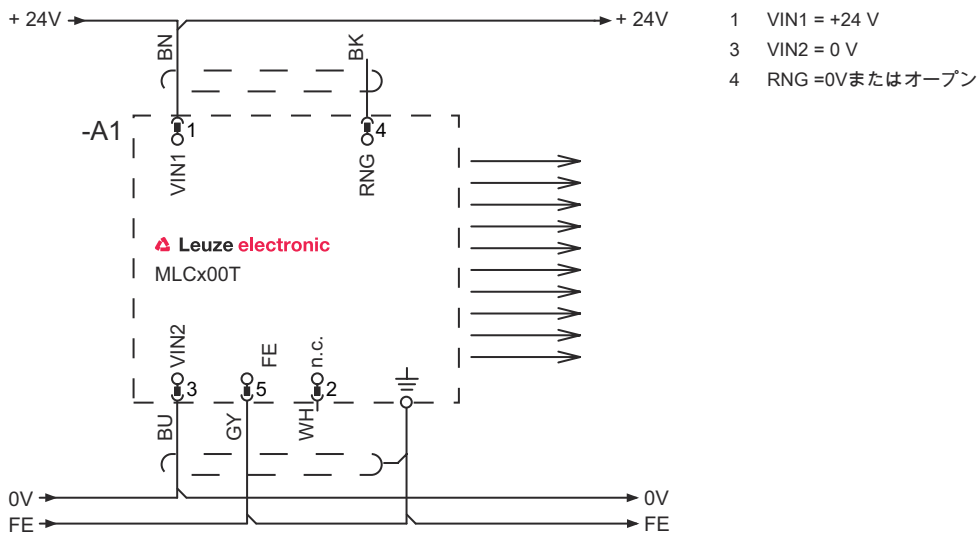 + 24V
+ 24V
1 VIN1 = +24 V
3 VIN2 = 0 V
4 RNG =0Vまたはオープン
BN
BK
-A1
1
4
VIN1
RNG
Leuze electronic
MLCx00T
VIN2
FE
n.c.
3
5
2
BU
GY
WH
0V
0V
FE
FE